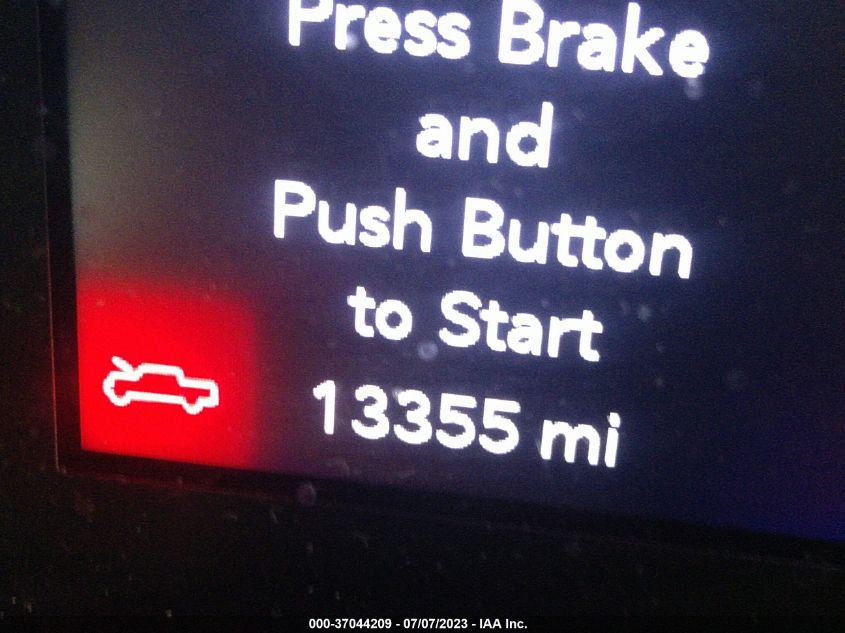 Press Brake
and
Push Button
to Start
13355 mi
000-37044209 - 07/07/2023 - IAA Inc.